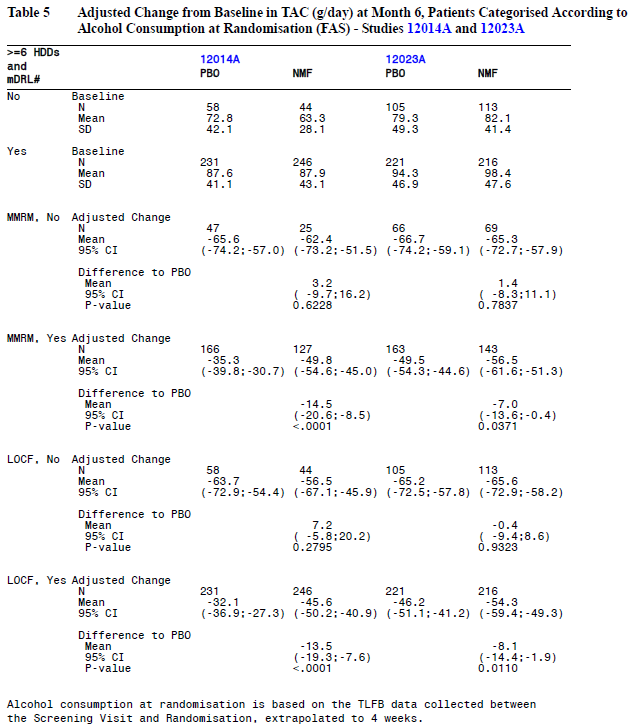 Table 5 Adjusted Change from Baseline in TAC (g/day) at Month 6, Patients Categorised According to
Alcohol Consumption at Randomisation (FAS) - Studies 12014A and 12023A
>=6 HDDs
and
mDRL#
12014A 12023A
PBO NMF PBO NMF
No Baseline
N 58 44 105 113
Mean 72.8 63.3 79.3 82.1
SD 42.1 28.1 49.3 41.4
Yes Baseline
N 231 246 221 216
Mean 87.6 87.9 94.3 98.4
SD 41.1 43.1 46.9 47.6
MMRM, No Adjusted Change
N 47 25 66 69
Mean -65.6 -62.4 -66.7 -65.3
95% CI (-74.2;-57.0) (-73.2;-51.5) (-74.2;-59.1) (-72.7;-57.9)
Difference to PBO
Mean 3.2 1.4
95% CI ( -9.7;16.2) ( -8.3;11.1)
P-value 0.6228 0.7837
MMRM, Yes Adjusted Change
N 166 127 163 143
Mean -35.3 -49.8 -49.5 -56.5
95% CI (-39.8;-30.7) (-54.6;-45.0) (-54.3;-44.6) (-61.6;-51.3)
Difference to PBO
Mean -14.5 -7.0
95% CI (-20.6;-8.5) (-13.6;-0.4)
P-value <.0001 0.0371
LOCF, No Adjusted Change
N 58 44 105 113
Mean -63.7 -56.5 -65.2 -65.6
95% CI (-72.9;-54.4) (-67.1;-45.9) (-72.5;-57.8) (-72.9;-58.2)
Difference to PBO
Mean 7.2 -0.4
95% CI ( -5.8;20.2) ( -9.4;8.6)
P-value 0.2795 0.9323
LOCF, Yes Adjusted Change
N 231 246 221 216
Mean -32.1 -45.6 -46.2 -54.3
95% CI (-36.9;-27.3) (-50.2;-40.9) (-51.1;-41.2) (-59.4;-49.3)
Difference to PBO
Mean -13.5 -8.1
95% CI (-19.3;-7.6) (-14.4;-1.9)
P-value <.0001 0.0110
Alcohol consumption at randomisation is based on the TLFB data collected between
the Screening Visit and Randomisation, extrapolated to 4 weeks.